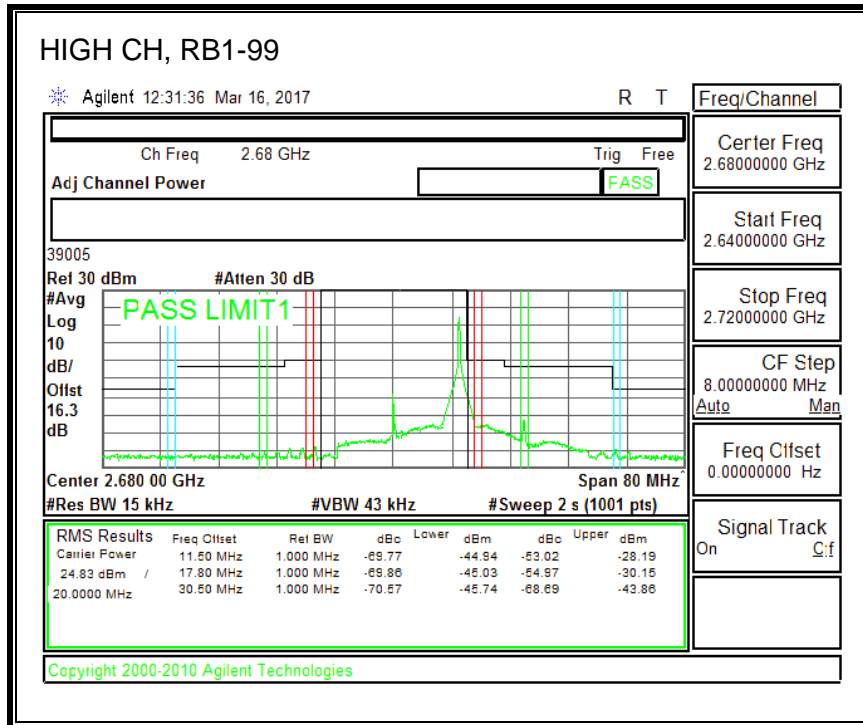 HIGH CH, RB1-99
Agilent 12:31:36 Mar 16, 2017 R T
Freq/Channel
Center Freq
2.68000000 GHz
Start Freq
2.64000000 GHz
Stop Freq
2.72000000 GHz
CF Step
8.00000000 MHz
Auto Man
Freq Offset
0.00000000 Hz
Signal Track
On Off
Ch Freq 2.68 GHz Trig Free
Adj Channel Power PASS
39005
Ref 30 dBm #Atten 30 dB
#Avg
Log
10
dB/
Offst
16.3
dB
PASS LIMIT1
Center 2.680 00 GHz Span 80 MHz
#Res BW 15 kHz #VBW 43 kHz #Sweep 2 s (1001 pts)
RMS Results Freq Offset Ref BW dBc Lower dBm dBc Upper dBm
Carrier Power 11.50 MHz 1.000 MHz -69.77 -44.94 -53.02 -28.19
24.83 dBm / 17.80 MHz 1.000 MHz -69.86 -45.03 -54.97 -30.15
20.0000 MHz 30.50 MHz 1.000 MHz -70.57 -45.74 -68.69 -43.86
Copyright 2000-2010 Agilent Technologies